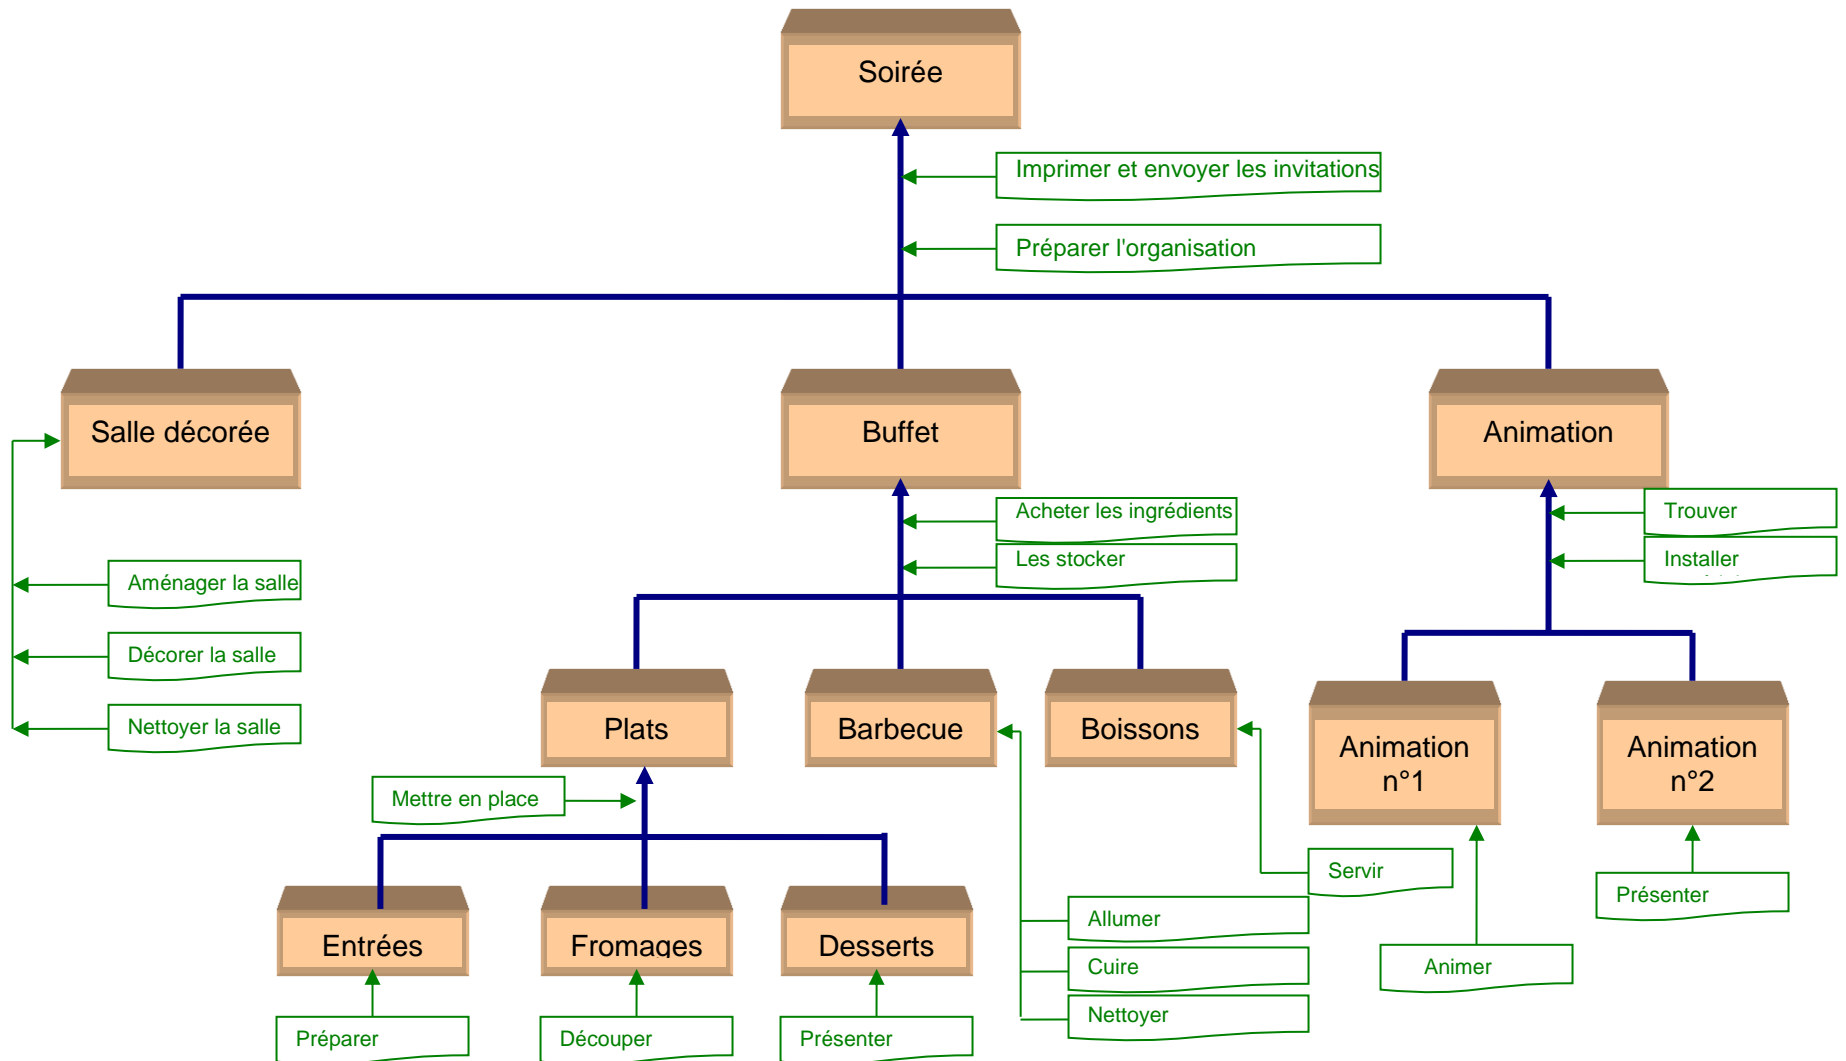 Soirée
Imprimer et envoyer les invitations
Préparer l'organisation
Salle décorée
Buffet
Animation
Acheter les ingrédients
Les stocker
Trouver
Installer
Aménager la salle
Décorer la salle
Nettoyer la salle
Plats
Barbecue
Boissons
Animation
n°1
Animation
n°2
Mettre en place
Servir
Présenter
Entrées
Fromages
Desserts
Allumer
Cuire
Nettoyer
Animer
Préparer
Découper
Présenter